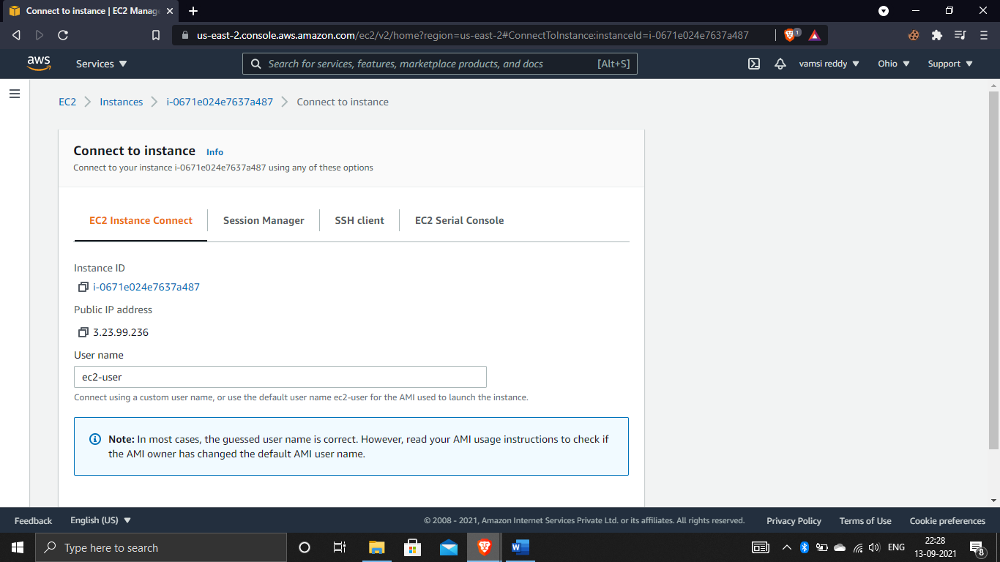 Connect to instance | EC2 Manag
us-east-2.console.aws.amazon.com/ec2/v2/home?region=us-east-2#ConnectToInstance:instanceId=i-0671e024e7637a487
1
aws
Services
Search for services, features, marketplace products, and docs
[Alt+S]
vamsi reddy
Ohio
Support
EC2
Instances
i-0671e024e7637a487
Connect to instance
Connect to instance
Info
Connect to your instance i-0671e024e7637a487 using any of these options
EC2 Instance Connect
Session Manager
SSH client
EC2 Serial Console
Instance ID
i-0671e024e7637a487
Public IP address
3.23.99.236
User name
ec2-user
Connect using a custom user name, or use the default user name ec2-user for the AMI used to launch the instance.
Note: In most cases, the guessed user name is correct. However, read your AMI usage instructions to check if
the AMI owner has changed the default AMI user name.
Feedback
English (US)
© 2008 - 2021, Amazon Internet Services Private Ltd. or its affiliates. All rights reserved.
Privacy Policy
Terms of Use
Cookie preferences
Type here to search
W
ENG
22:28
13-09-2021
8